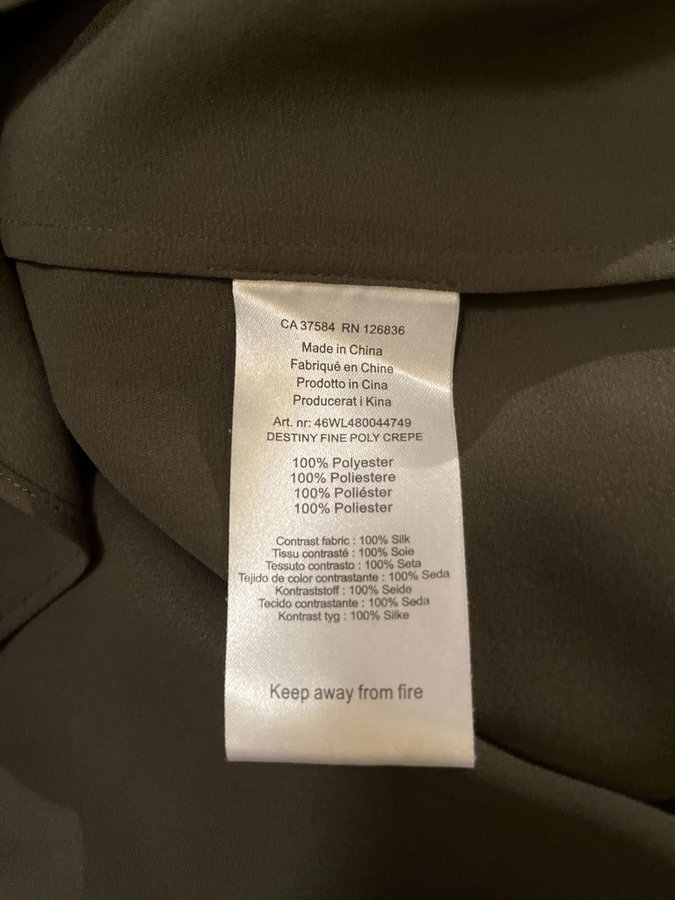 CA 37584 RN 126836
Made in China
Fabriqué en Chine
Prodotto in Cina
Producerat i Kina
Art. nr: 46WL480044749
DESTINY FINE POLY CREPE
100% Polyester
100% Poliestere
100% Poliéster
100% Poliester
Contrast fabric : 100% Silk
Tissu contrasté : 100% Soie
Tessuto contrasto : 100% Seta
Tejido de color contrastante : 100% Seda
Kontraststoff : 100% Seide
Tecido contrastante : 100% Seda
Kontrast tyg : 100% Silke
Keep away from fire